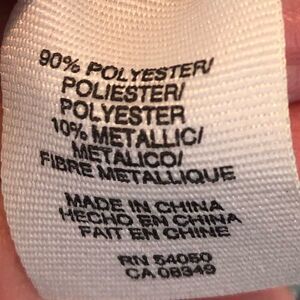 90% POLYESTER/
POLIESTER/
POLYESTER
10% METALLIC/
METALICO/
FIBRE METALLIQUE
MADE IN CHINA
HECHO EN CHINA
FAIT EN CHINE
RN 54050
CA 08349